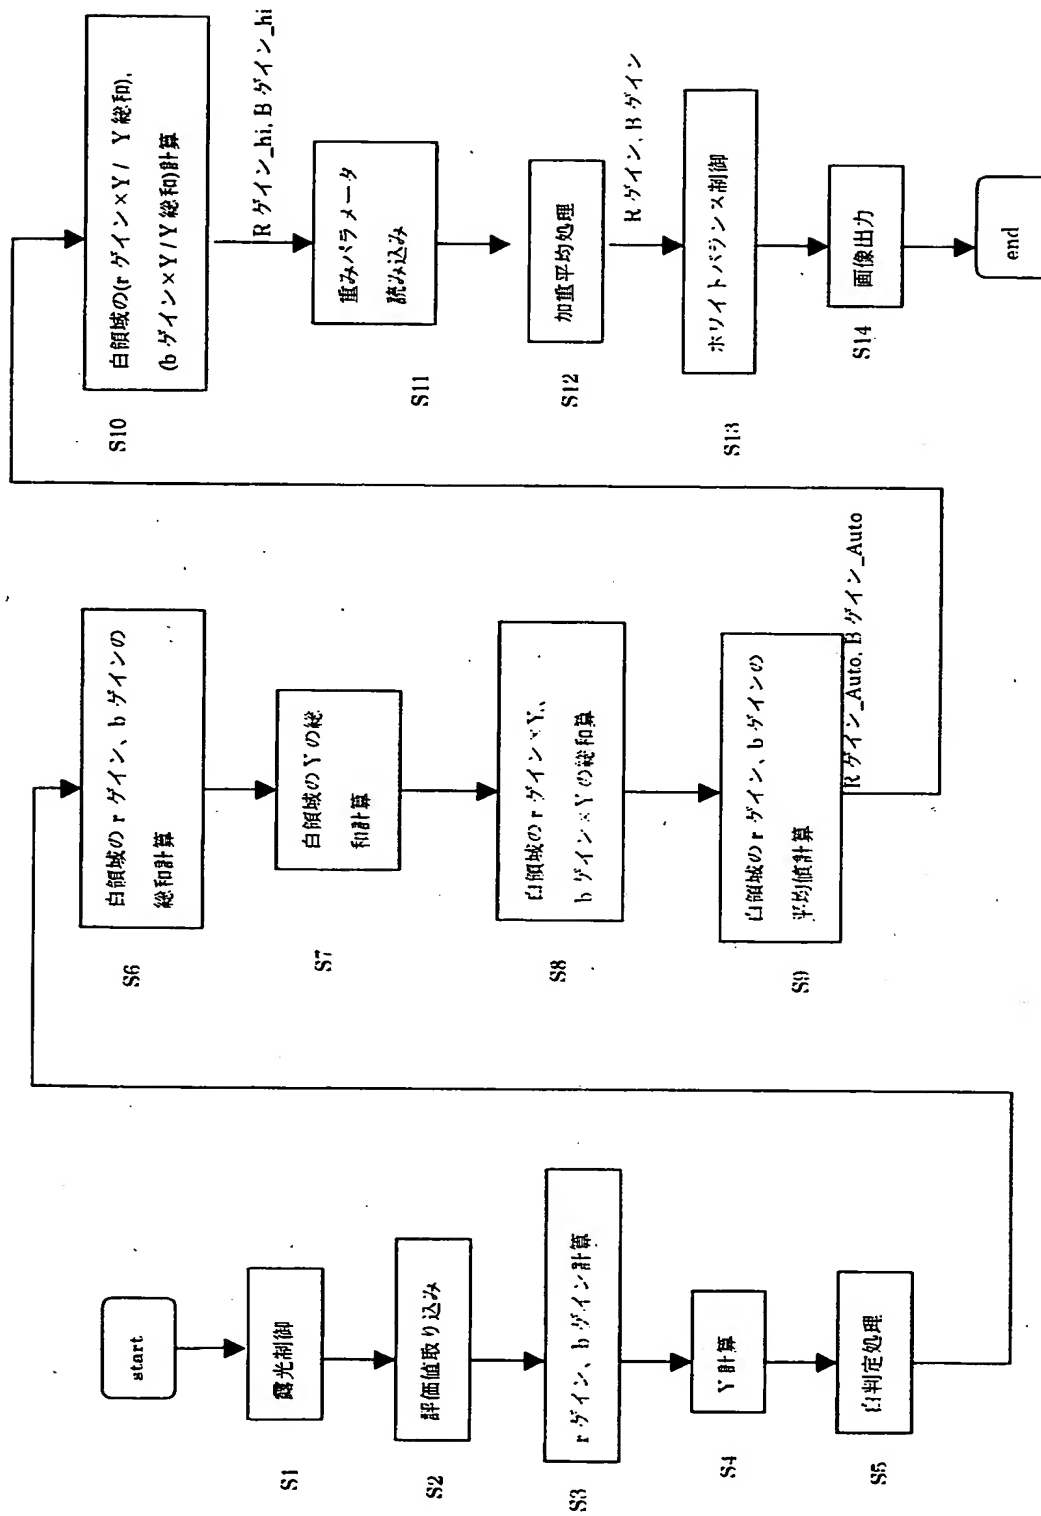 start
S1
露光制御
S2
評価値取り込み
S3
r ゲイン、b ゲイン計算
S4
Y 計算
S5
白判定処理
S6
白領域の r ゲイン、b ゲインの
総和計算
S7
白領域の Y の総
和計算
S8
白領域の r ゲイン×Y、
b ゲイン×Y の総和算
S9
白領域の r ゲイン、b ゲインの
平均値計算
R ゲイン_Auto, B ゲイン_Auto
S10
白領域の(r ゲイン×Y / Y 総和),
(b ゲイン×Y / Y 総和)計算
R ゲイン_hi, B ゲイン_hi
S11
重みパラメータ
読み込み
S12
加重平均処理
R ゲイン, B ゲイン
S13
ホワイトバランス制御
S14
画像出力
end